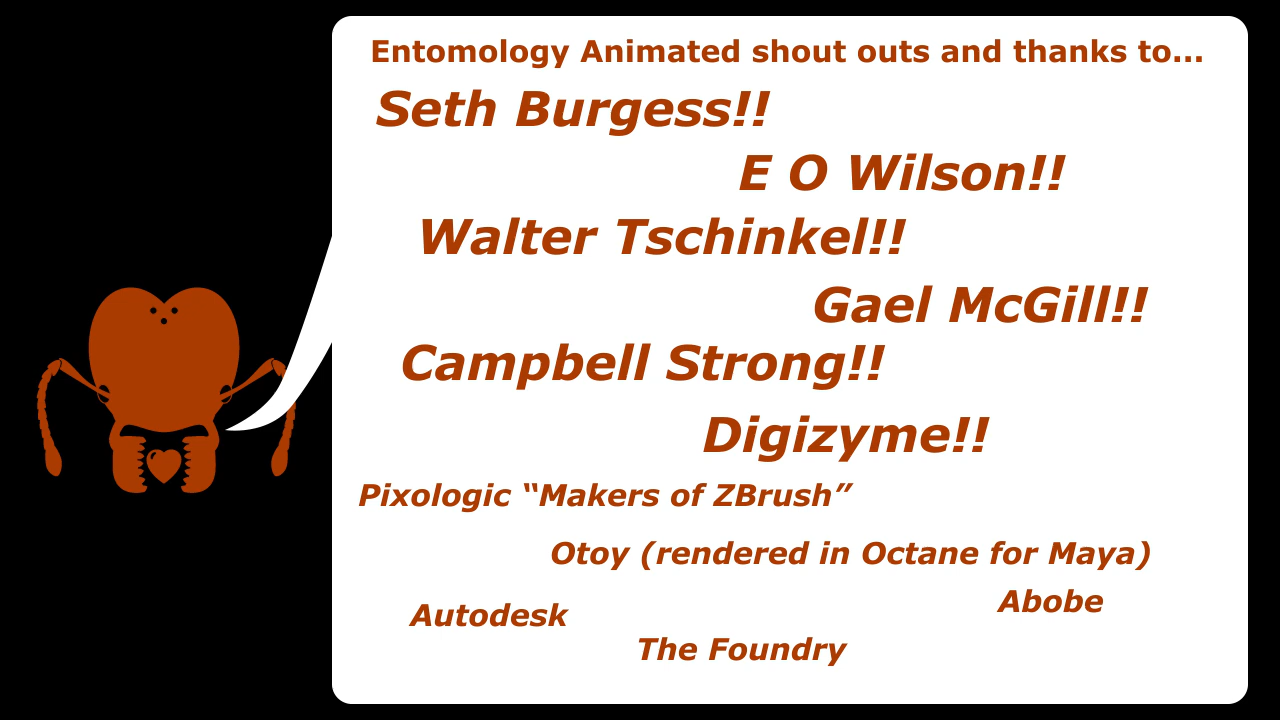 Entomology Animated shout outs and thanks to...
Seth Burgess!!
E O Wilson!!
Walter Tschinkel!!
Gael McGill!!
Campbell Strong!!
Digizyme!!
Pixologic “Makers of ZBrush”
Otoy (rendered in Octane for Maya)
Abobe
Autodesk
The Foundry